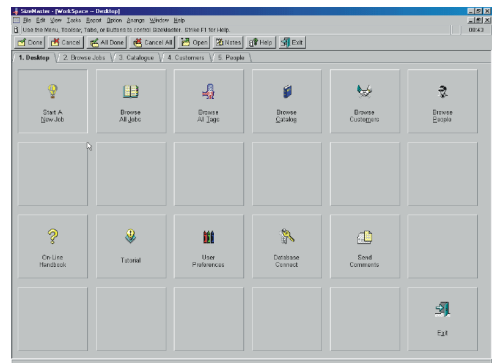 SizeMaster - [WorkSpace -- Desktop]
File Edit View Tasks Report Option Arrange Window Help
Use the Menu, Toolbar, Tabs, or Buttons to control SizeMaster. Strike F1 for Help. 09:43
Done Cancel All Done Cancel All Open Notes Help Exit
1. Desktop 2. Browse Jobs 3. Catalogue 4. Customers 5. People
Start A Browse Browse Browse Browse Browse
New Job All Jobs All Tags Catalog Customers People
On-Line Tutorial User Database Send
Handbook Preferences Connect Comments
Exit